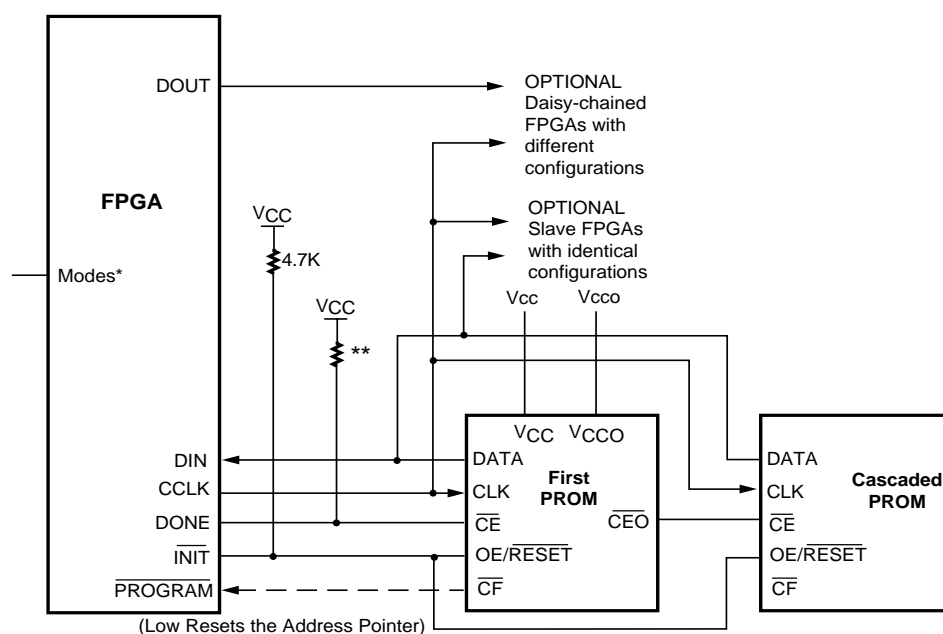 DOUT
OPTIONAL
Daisy-chained
FPGAs with
different
configurations
FPGA
VCC
OPTIONAL
Slave FPGAs
with identical
configurations
4.7K
Modes*
VCC
**
Vcc
Vcco
VCC
VCCO
DIN
CCLK
DONE
INIT
PROGRAM
DATA
CLK
CE
OE/RESET
CF
First
PROM
CEO
DATA
CLK
CE
OE/RESET
CF
Cascaded
PROM
(Low Resets the Address Pointer)